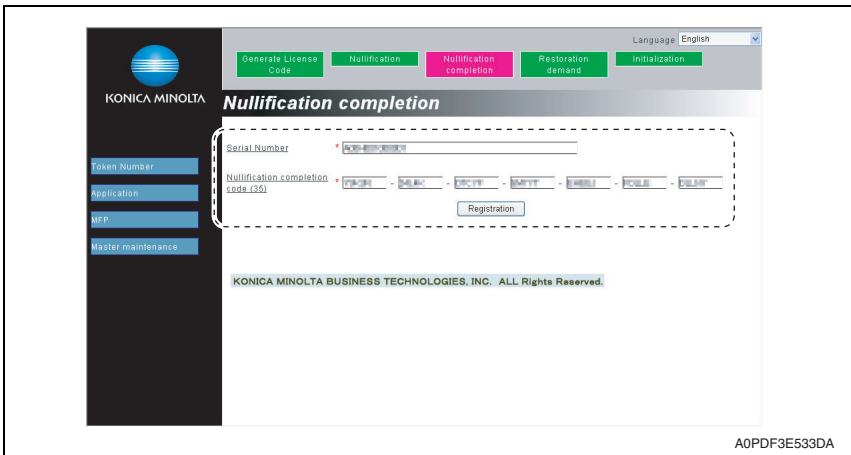 Language English
Generate License Code
Nullification
Nullification completion
Restoration demand
Initialization
KONICA MINOLTA
Nullification completion
Serial Number *
Nullification completion code (35) * - - - - - -
Registration
Token Number
Application
MFP
Master maintenance
KONICA MINOLTA BUSINESS TECHNOLOGIES, INC. ALL Rights Reserved.
A0PDF3E533DA